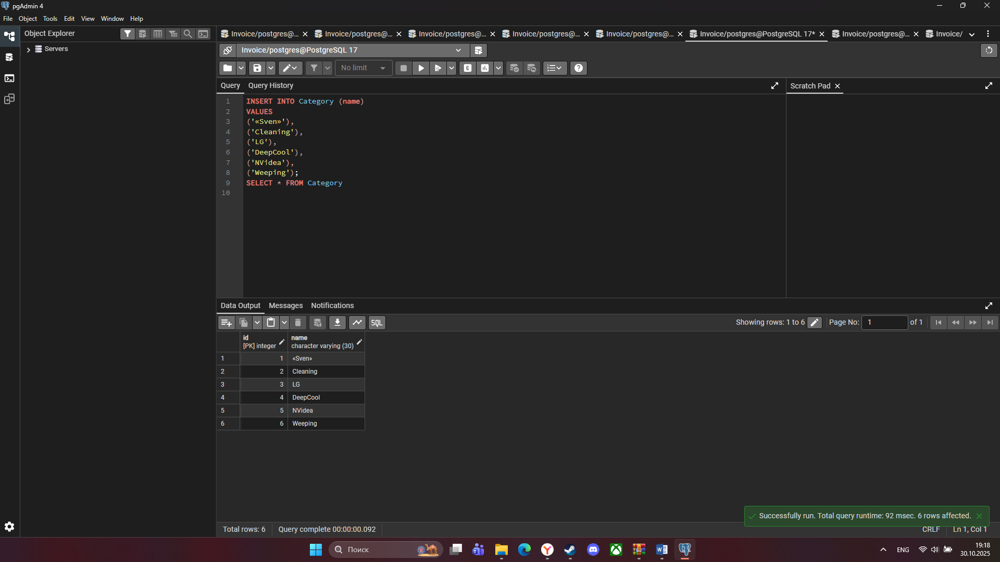 pgAdmin 4
File Object Tools Edit View Window Help
Object Explorer
Servers
Invoice/postgres@... Invoice/postgres@... Invoice/postgres@... Invoice/postgres@... Invoice/postgres@... Invoice/postgres@PostgreSQL 17* Invoice/postgres@... Invoice/
Invoice/postgres@PostgreSQL 17
No limit
E
Query Query History
Scratch Pad
1 INSERT INTO Category (name)
2 VALUES
3 ('«Sven»'),
4 ('Cleaning'),
5 ('LG'),
6 ('DeepCool'),
7 ('NVidea'),
8 ('Weeping');
9 SELECT * FROM Category
10
Data Output Messages Notifications
SQL
Showing rows: 1 to 6 Page No: 1 of 1
id name
[PK] integer character varying (30)
1 1 «Sven»
2 2 Cleaning
3 3 LG
4 4 DeepCool
5 5 NVidea
6 6 Weeping
Successfully run. Total query runtime: 92 msec. 6 rows affected.
Total rows: 6 Query complete 00:00:00.092 CRLF Ln 1, Col 1
Поиск
ENG
19:18
30.10.2025